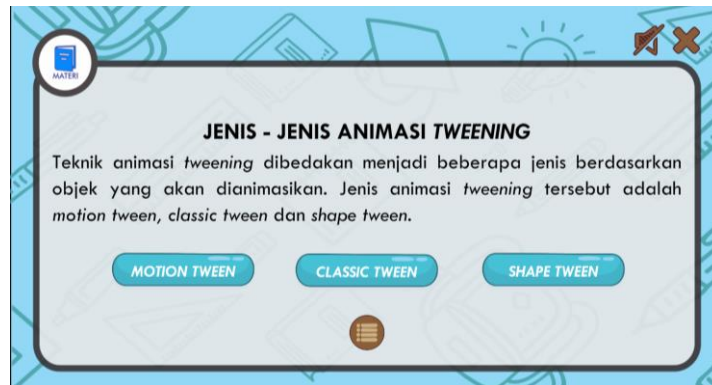 MATERI
JENIS - JENIS ANIMASI TWEENING
Teknik animasi tweening dibedakan menjadi beberapa jenis berdasarkan
objek yang akan dianimasikan. Jenis animasi tweening tersebut adalah
motion tween, classic tween dan shape tween.
MOTION TWEEN
CLASSIC TWEEN
SHAPE TWEEN